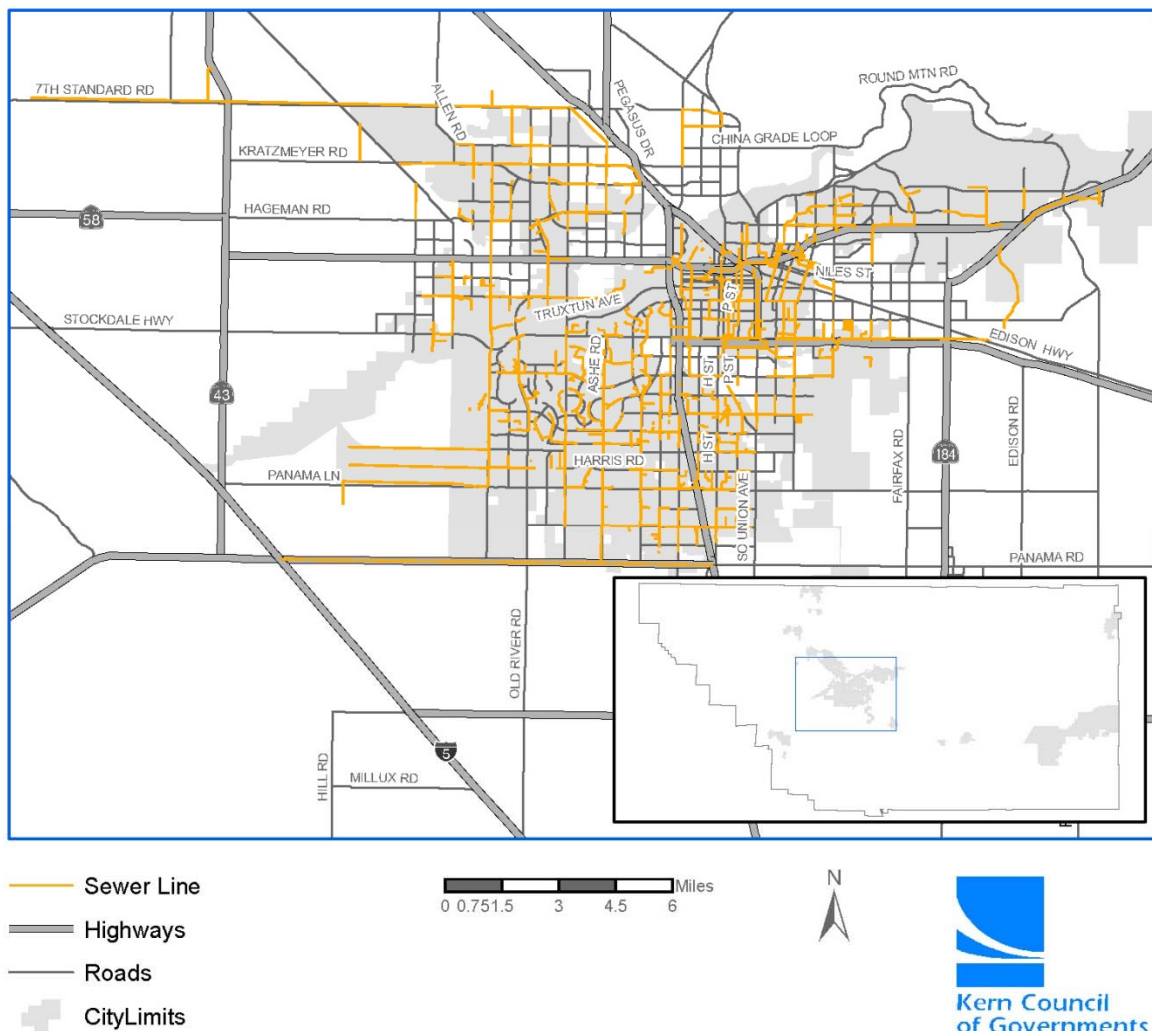 ROUND MTN RD
7TH STANDARD RD
PEGASUS DR
ALLEN RD
CHINA GRADE LOOP
KRATZMEYER RD
58
HAGEMAN RD
NILES ST
P ST
TRUXTUN AVE
STOCKDALE HWY
EDISON HWY
ASHE RD
H ST
P ST
43
H ST
HARRIS RD
FAIRFAX RD
184
EDISON RD
PANAMA LN
SO UNION AVE
PANAMA RD
OLD RIVER RD
5
HILL RD
MILLUX RD
Sewer Line
Highways
Roads
CityLimits
Miles
0 0.75 1.5 3 4.5 6
N
Kern Council
of Governments